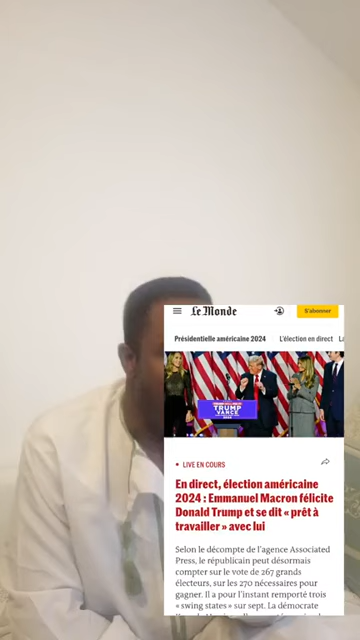 Le Monde
S'abonner
Présidentielle américaine 2024
L'élection en direct
TRUMP
VANCE
LIVE EN COURS
En direct, élection américaine
2024 : Emmanuel Macron félicite
Donald Trump et se dit « prêt à
travailler » avec lui
Selon le décompte de l'agence Associated
Press, le républicain peut désormais
compter sur le vote de 267 grands
électeurs, sur les 270 nécessaires pour
gagner. Il a pour l'instant remporté trois
« swing states » sur sept. La démocrate